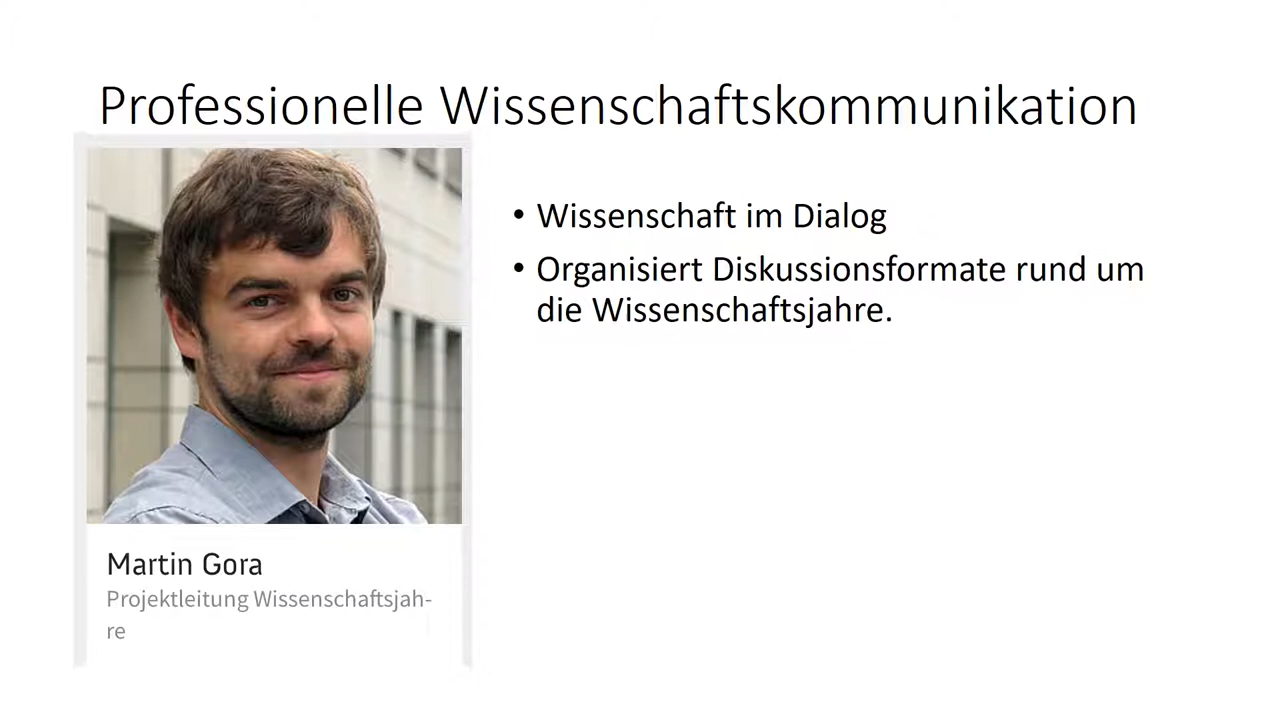 Professionelle Wissenschaftskommunikation
• Wissenschaft im Dialog
• Organisiert Diskussionsformate rund um
die Wissenschaftsjahre.
Martin Gora
Projektleitung Wissenschaftsjah-
re